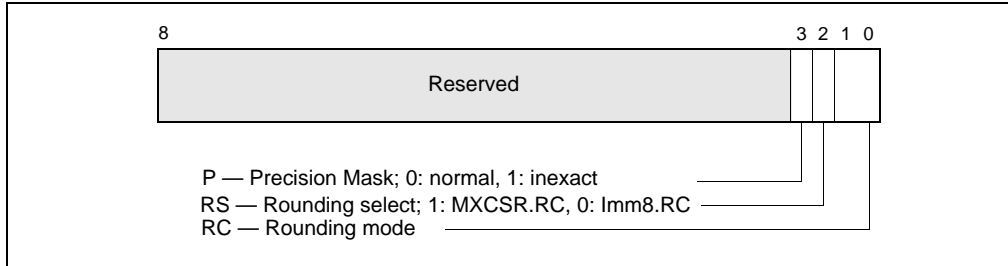 8 3 2 1 0
Reserved
P — Precision Mask; 0: normal, 1: inexact
RS — Rounding select; 1: MXCSR.RC, 0: Imm8.RC
RC — Rounding mode